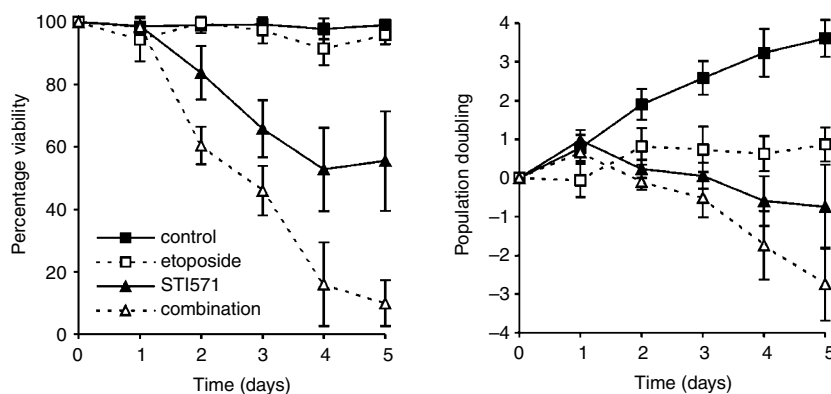 100
80
60
40
20
0
Percentage viability
control
etoposide
STI571
combination
0 1 2 3 4 5
Time (days)
4
3
2
1
0
−1
−2
−3
−4
Population doubling
0 1 2 3 4 5
Time (days)